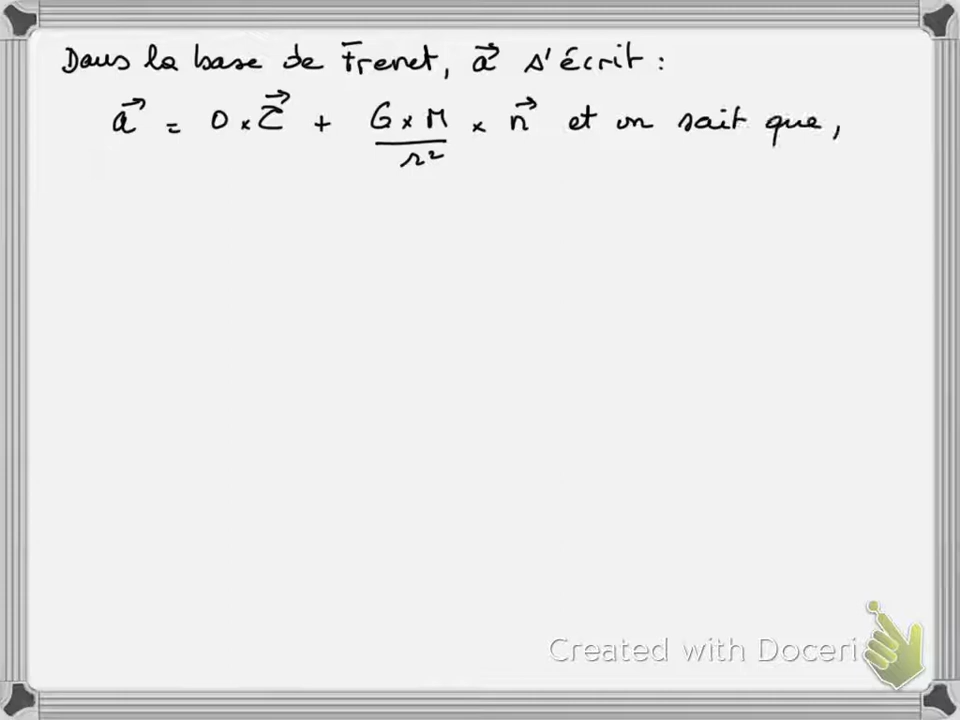 Dans la base de Frenet, a⃗ s'écrit :
a⃗ = 0 × τ⃗ + G × M / r² × n⃗ et on sait que,
Created with Doceri